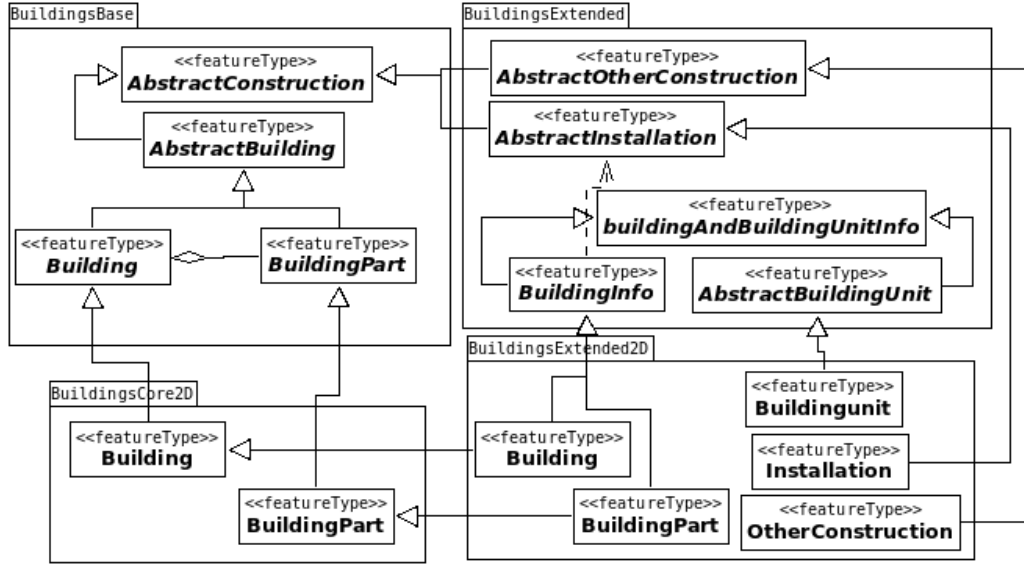 BuildingsBase
<<featureType>>
AbstractConstruction
<<featureType>>
AbstractBuilding
<<featureType>>
Building
<<featureType>>
BuildingPart
BuildingsExtended
<<featureType>>
AbstractOtherConstruction
<<featureType>>
AbstractInstallation
<<featureType>>
buildingAndBuildingUnitInfo
<<featureType>>
BuildingInfo
<<featureType>>
AbstractBuildingUnit
BuildingsCore2D
<<featureType>>
Building
<<featureType>>
BuildingPart
BuildingsExtended2D
<<featureType>>
Buildingunit
<<featureType>>
Building
<<featureType>>
Installation
<<featureType>>
BuildingPart
<<featureType>>
OtherConstruction